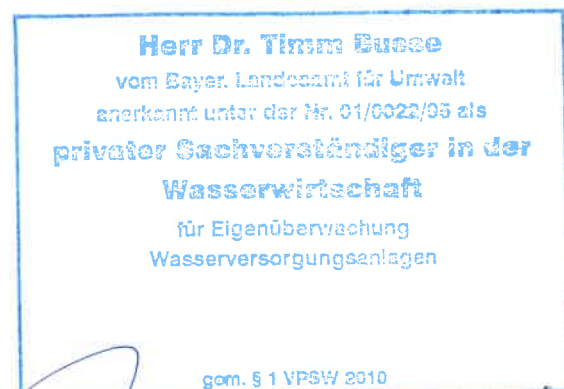 Herr Dr. Timm Busse
vom Bayer. Landesamt für Umwelt
anerkannt unter der Nr. 01/0022/05 als
privater Sachverständiger in der
Wasserwirtschaft
für Eigenüberwachung
Wasserversorgungsanlagen
gem. § 1 VPSW 2010